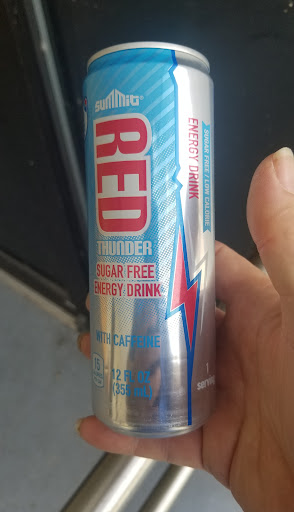 summit
RED
THUNDER
SUGAR FREE
ENERGY DRINK
WITH CAFFEINE
12 FL OZ
(355 mL)
SUGAR FREE / LOW CALORIE
ENERGY DRINK
1
serving